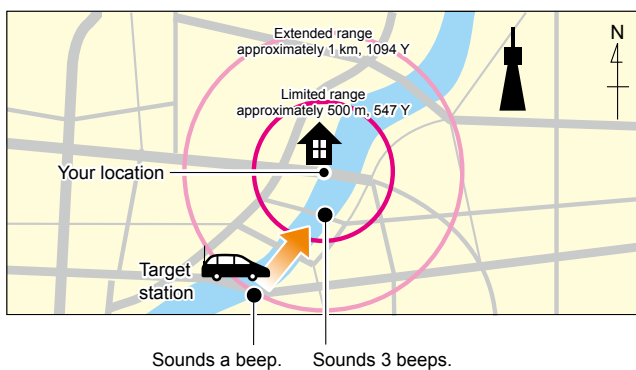 Extended range
approximately 1 km, 1094 Y
N
Limited range
approximately 500 m, 547 Y
Your location
Target
station
Sounds a beep.
Sounds 3 beeps.